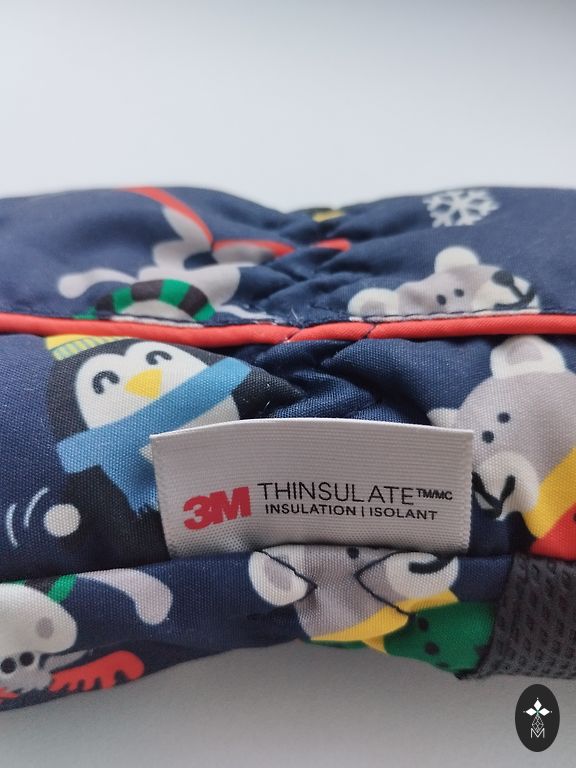 3M THINSULATE™/MC
INSULATION | ISOLANT
M